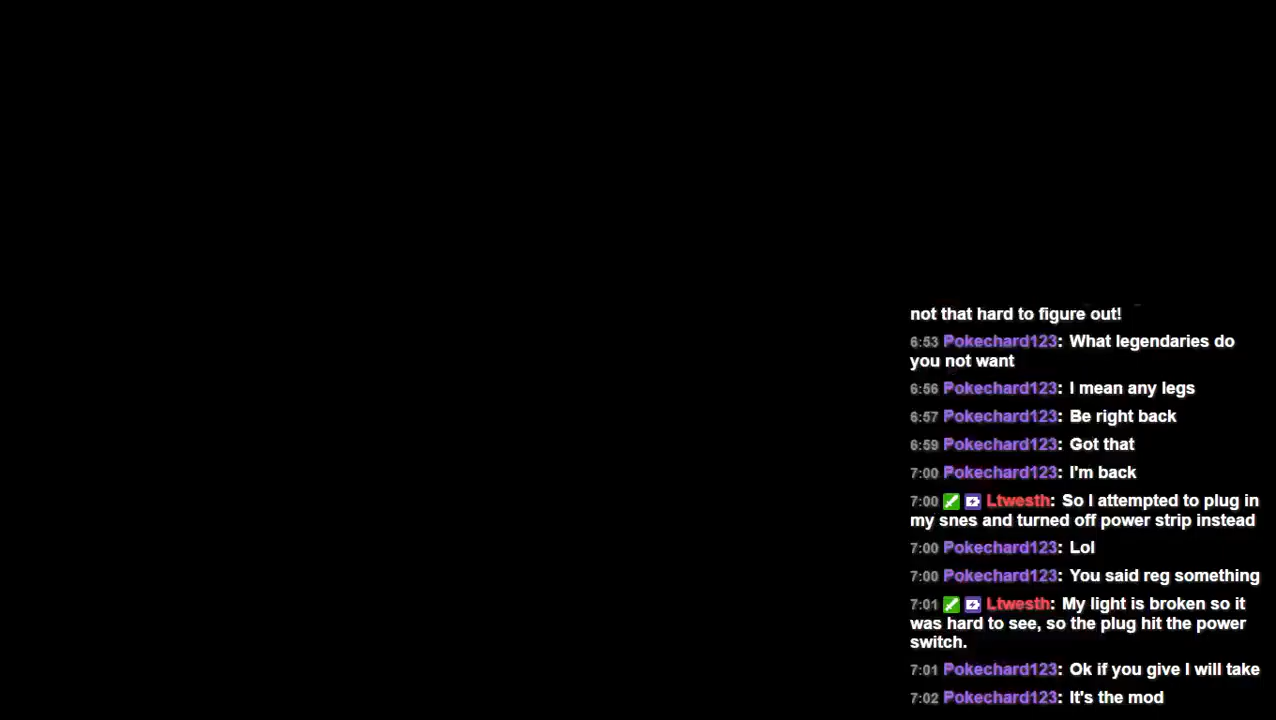 not that hard to figure out!
6:53 Pokechard123: What legendaries do
you not want
6:56 Pokechard123: I mean any legs
6:57 Pokechard123: Be right back
6:59 Pokechard123: Got that
7:00 Pokechard123: I'm back
7:00 Ltwesth: So I attempted to plug in
my snes and turned off power strip instead
7:00 Pokechard123: Lol
7:00 Pokechard123: You said reg something
7:01 Ltwesth: My light is broken so it
was hard to see, so the plug hit the power
switch.
7:01 Pokechard123: Ok if you give I will take
7:02 Pokechard123: It's the mod